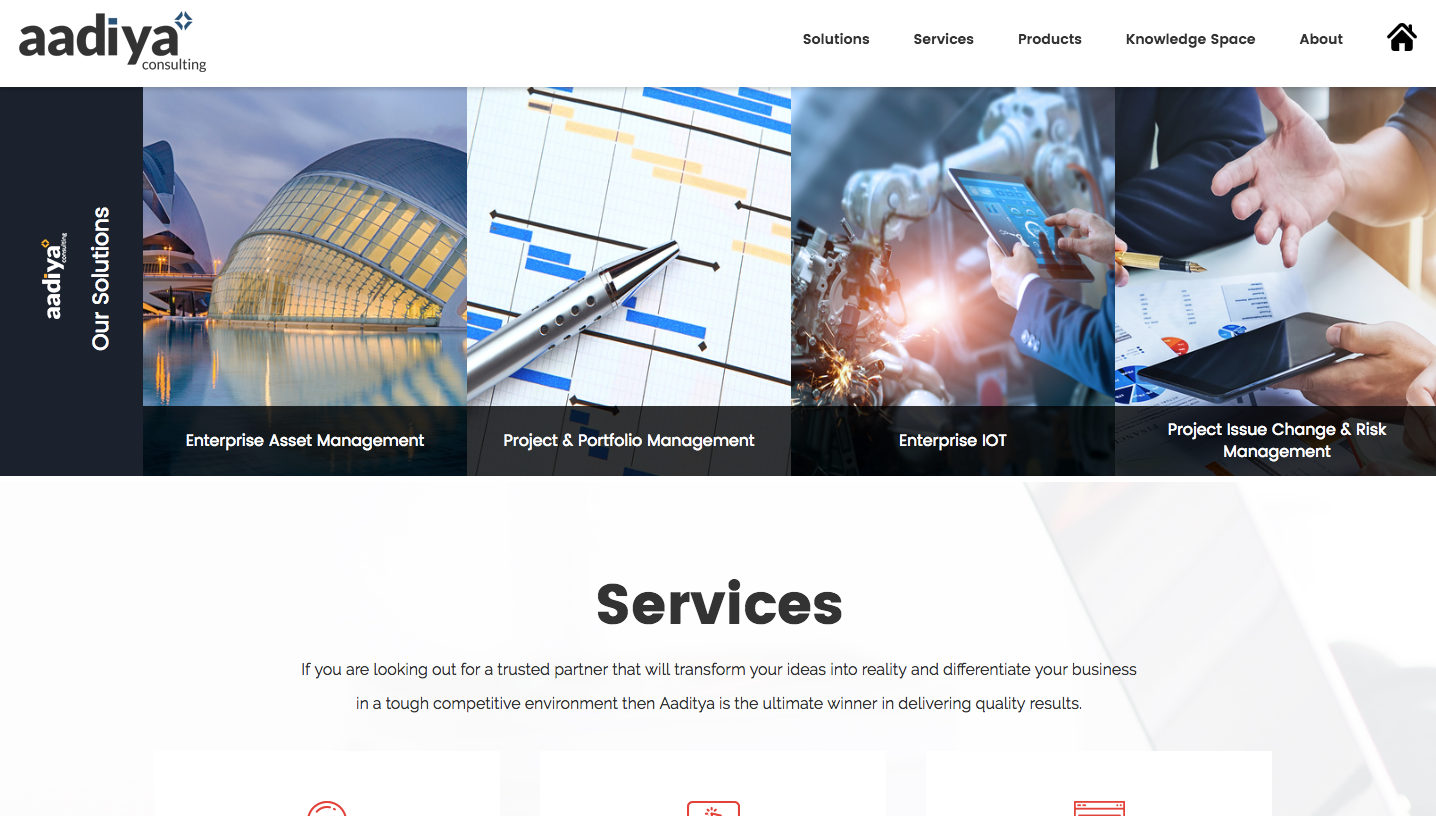 aadiya
consulting
Solutions
Services
Products
Knowledge Space
About
aadiya
consulting
Our Solutions
Enterprise Asset Management
Project & Portfolio Management
Enterprise IOT
Project Issue Change & Risk
Management
Services
If you are looking out for a trusted partner that will transform your ideas into reality and differentiate your business
in a tough competitive environment then Aaditya is the ultimate winner in delivering quality results.